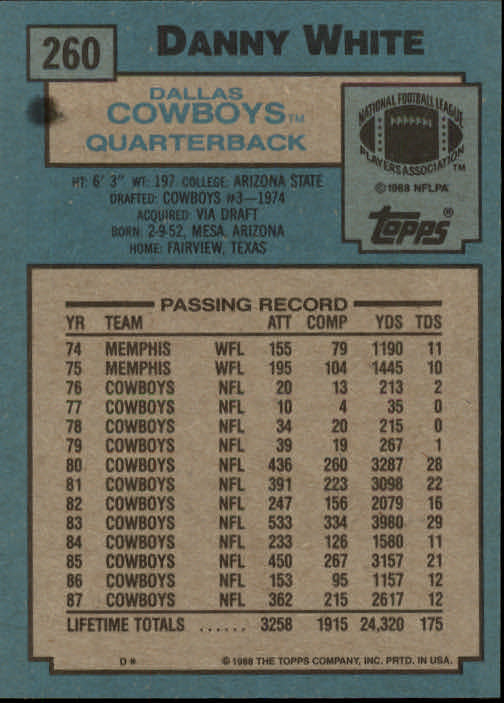 260
DANNY WHITE
DALLAS
COWBOYS TM
QUARTERBACK
NATIONAL FOOTBALL LEAGUE
PLAYERS ASSOCIATION TM
© 1988 NFLPA
Topps®
HT: 6' 3" WT: 197 COLLEGE: ARIZONA STATE
DRAFTED: COWBOYS #3—1974
ACQUIRED: VIA DRAFT
BORN: 2-9-52, MESA, ARIZONA
HOME: FAIRVIEW, TEXAS
PASSING RECORD
YR TEAM ATT COMP YDS TDS
74 MEMPHIS WFL 155 79 1190 11
75 MEMPHIS WFL 195 104 1445 10
76 COWBOYS NFL 20 13 213 2
77 COWBOYS NFL 10 4 35 0
78 COWBOYS NFL 34 20 215 0
79 COWBOYS NFL 39 19 267 1
80 COWBOYS NFL 436 260 3287 28
81 COWBOYS NFL 391 223 3098 22
82 COWBOYS NFL 247 156 2079 16
83 COWBOYS NFL 533 334 3980 29
84 COWBOYS NFL 233 126 1580 11
85 COWBOYS NFL 450 267 3157 21
86 COWBOYS NFL 153 95 1157 12
87 COWBOYS NFL 362 215 2617 12
LIFETIME TOTALS ...... 3258 1915 24,320 175
D* © 1988 THE TOPPS COMPANY, INC. PRTD. IN USA.